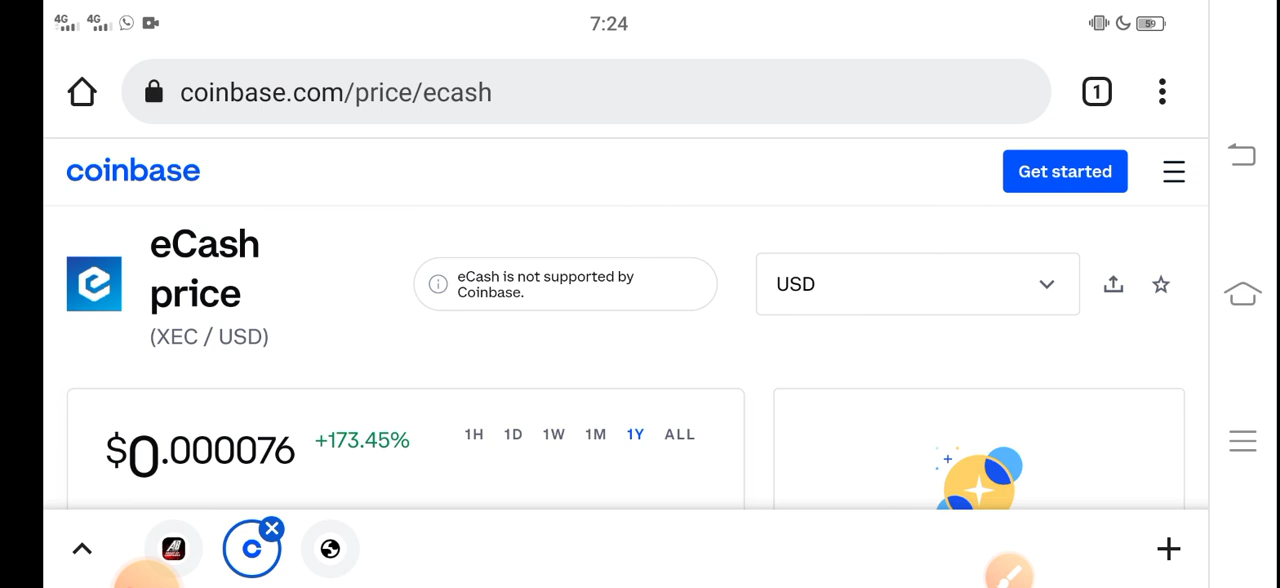 4G 4G 7:24 59
coinbase.com/price/ecash 1
coinbase Get started
eCash
price
(XEC / USD)
eCash is not supported by
Coinbase.
USD
$0.000076 +173.45% 1H 1D 1W 1M 1Y ALL